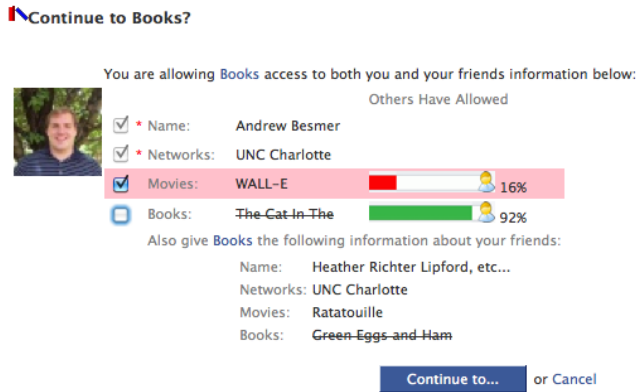 Continue to Books?
You are allowing Books access to both you and your friends information below:
Others Have Allowed
* Name: Andrew Besmer
* Networks: UNC Charlotte
Movies: WALL-E 16%
Books: The Cat In The 92%
Also give Books the following information about your friends:
Name: Heather Richter Lipford, etc...
Networks: UNC Charlotte
Movies: Ratatouille
Books: Green Eggs and Ham
Continue to... or Cancel